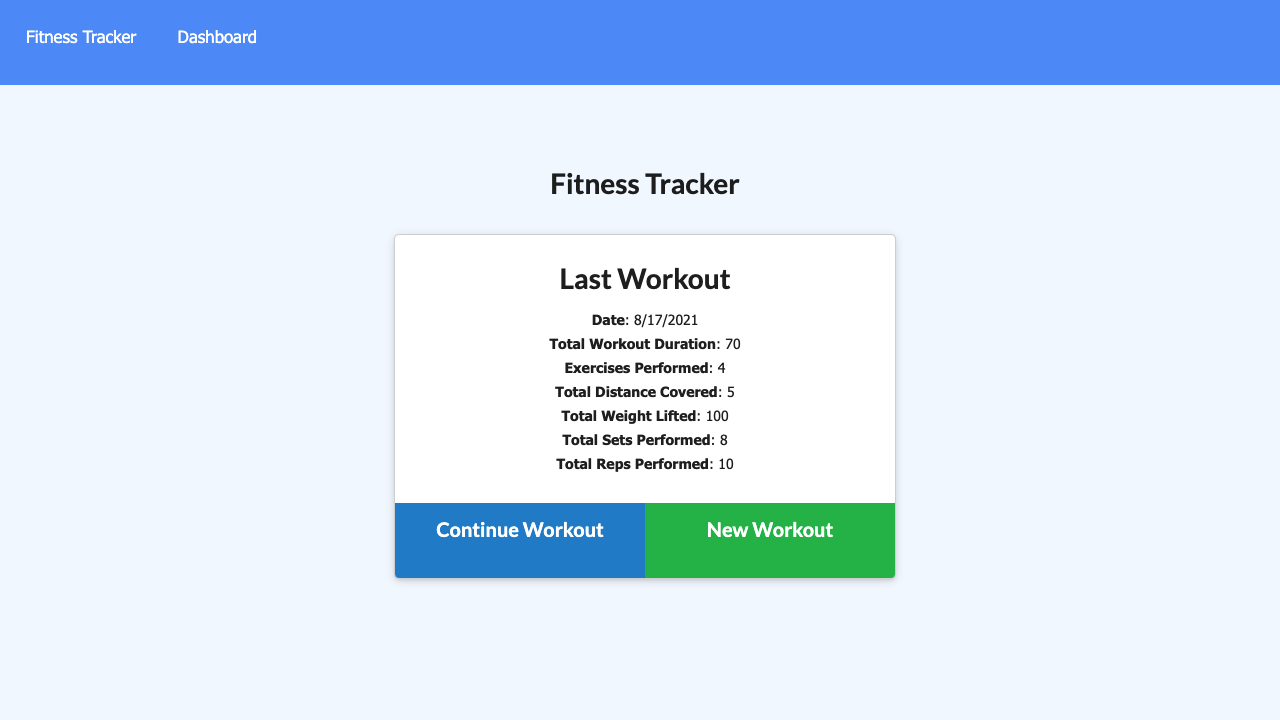 Fitness Tracker Dashboard
Fitness Tracker
Last Workout
Date: 8/17/2021
Total Workout Duration: 70
Exercises Performed: 4
Total Distance Covered: 5
Total Weight Lifted: 100
Total Sets Performed: 8
Total Reps Performed: 10
Continue Workout New Workout